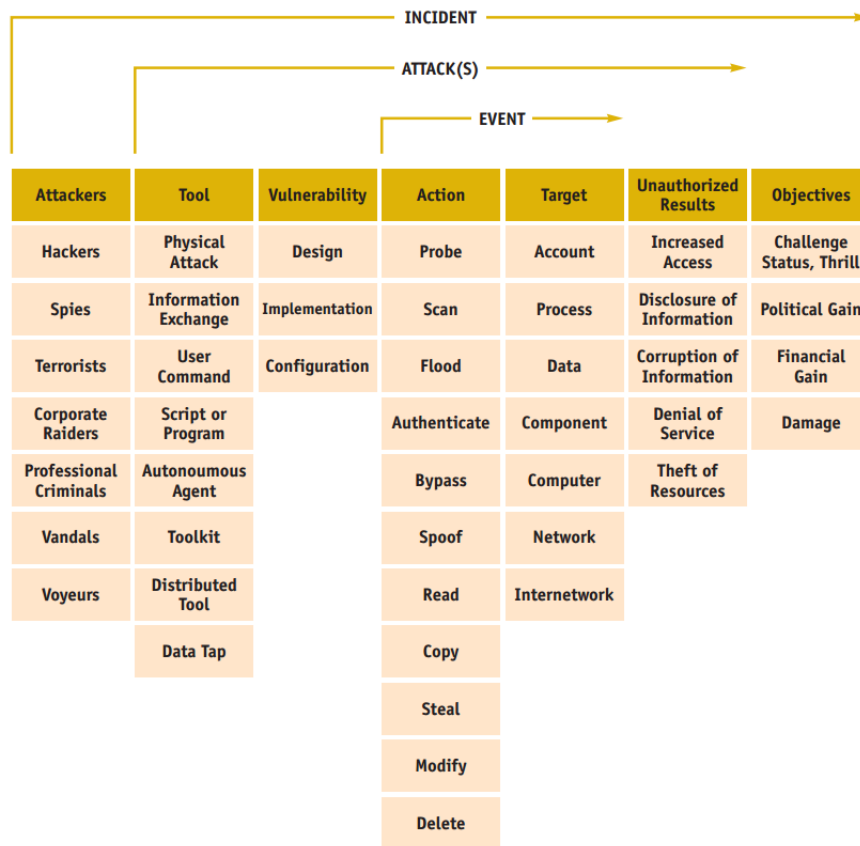 INCIDENT
ATTACK(S)
EVENT
Attackers
Tool
Vulnerability
Action
Target
Unauthorized
Results
Objectives
Hackers
Physical
Attack
Design
Probe
Account
Increased
Access
Challenge
Status, Thrill
Spies
Information
Exchange
Implementation
Scan
Process
Disclosure of
Information
Political Gain
Terrorists
User
Command
Configuration
Flood
Data
Corruption of
Information
Financial
Gain
Corporate
Raiders
Script or
Program
Authenticate
Component
Denial of
Service
Damage
Professional
Criminals
Autonoumous
Agent
Bypass
Computer
Theft of
Resources
Vandals
Toolkit
Spoof
Network
Voyeurs
Distributed
Tool
Read
Internetwork
Data Tap
Copy
Steal
Modify
Delete